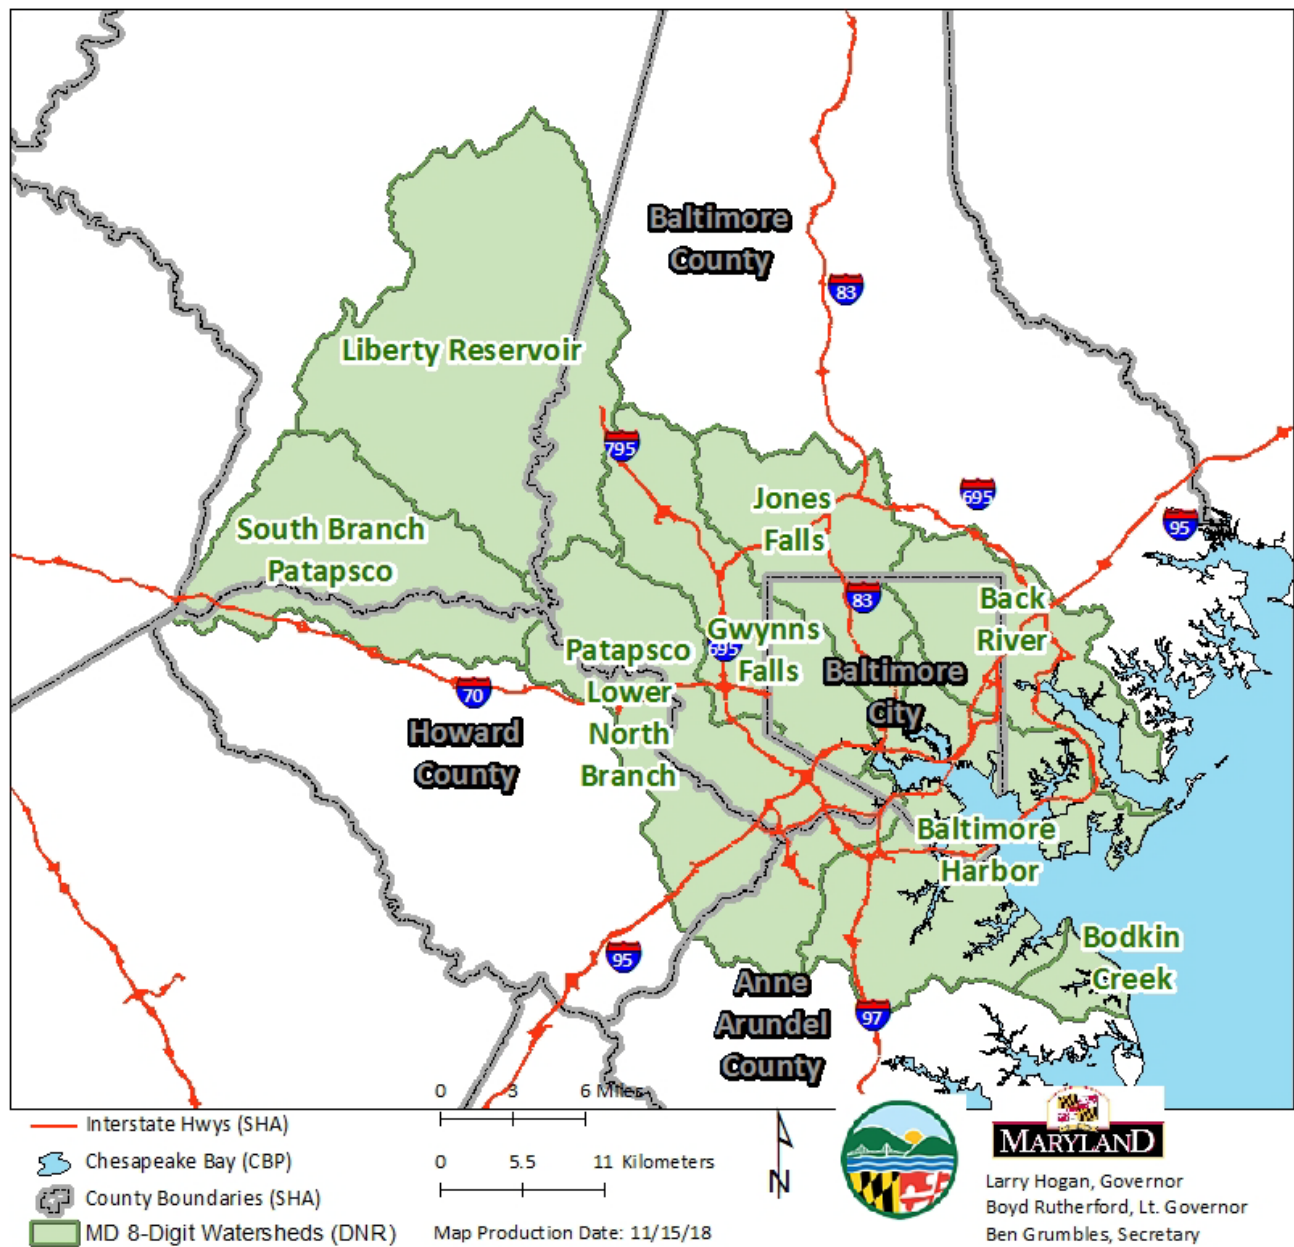 Baltimore
County
83
Liberty Reservoir
795
Jones
Falls
695
95
South Branch
Patapsco
83
Back
River
Gwynns
Falls
695
Patapsco
Lower
North
Branch
Baltimore
City
70
Howard
County
Baltimore
Harbor
95
Bodkin
Creek
Anne
Arundel
County
97
0 3 6 Miles
Interstate Hwys (SHA)
Chesapeake Bay (CBP)
County Boundaries (SHA)
MD 8-Digit Watersheds (DNR)
0 5.5 11 Kilometers
Map Production Date: 11/15/18
N
MARYLAND
Larry Hogan, Governor
Boyd Rutherford, Lt. Governor
Ben Grumbles, Secretary